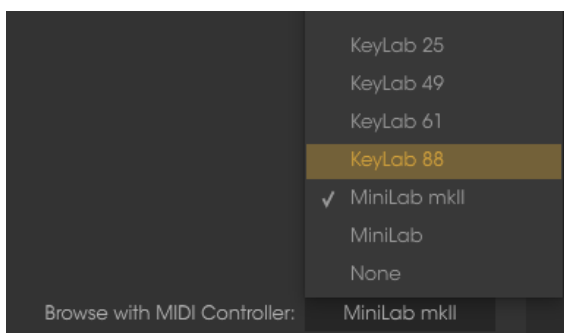 KeyLab 25
KeyLab 49
KeyLab 61
KeyLab 88
✓ MiniLab mkII
MiniLab
None
Browse with MIDI Controller: MiniLab mkII